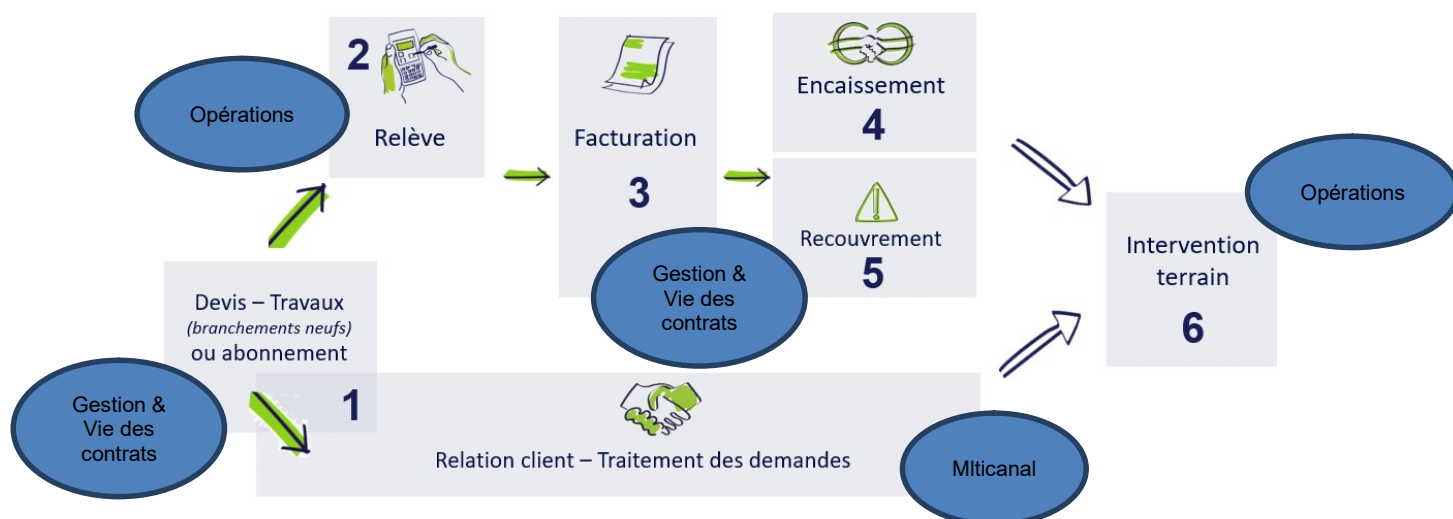 2
Opérations
Relève
Facturation
3
Encaissement
4
Recouvrement
5
Gestion &
Vie des
contrats
Opérations
Intervention
terrain
6
Devis – Travaux
(branchements neufs)
ou abonnement
1
Gestion &
Vie des
contrats
Relation client – Traitement des demandes
Mlticanal